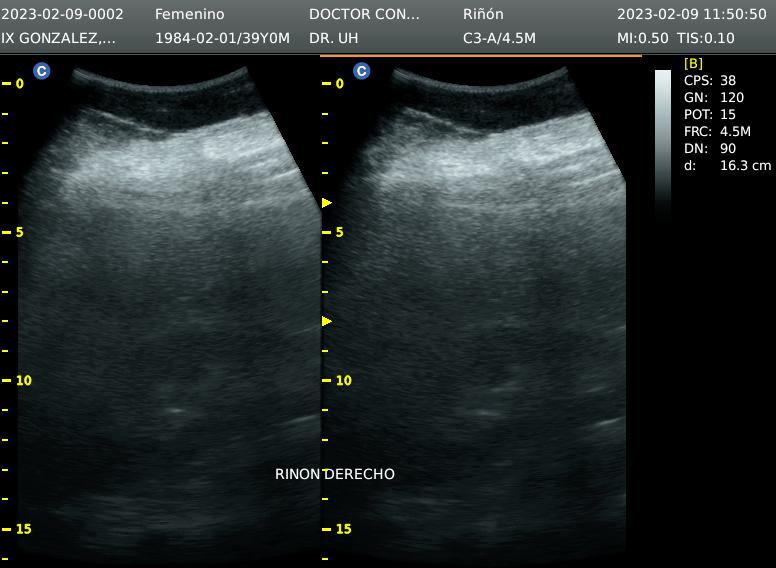 2023-02-09-0002 Femenino DOCTOR CON... Riñón 2023-02-09 11:50:50
IX GONZALEZ,... 1984-02-01/39Y0M DR. UH C3-A/4.5M MI:0.50 TIS:0.10
[B]
CPS: 38
GN: 120
POT: 15
FRC: 4.5M
DN: 90
d: 16.3 cm
C C
0 0
5 5
10 10
RINON DERECHO
15 15